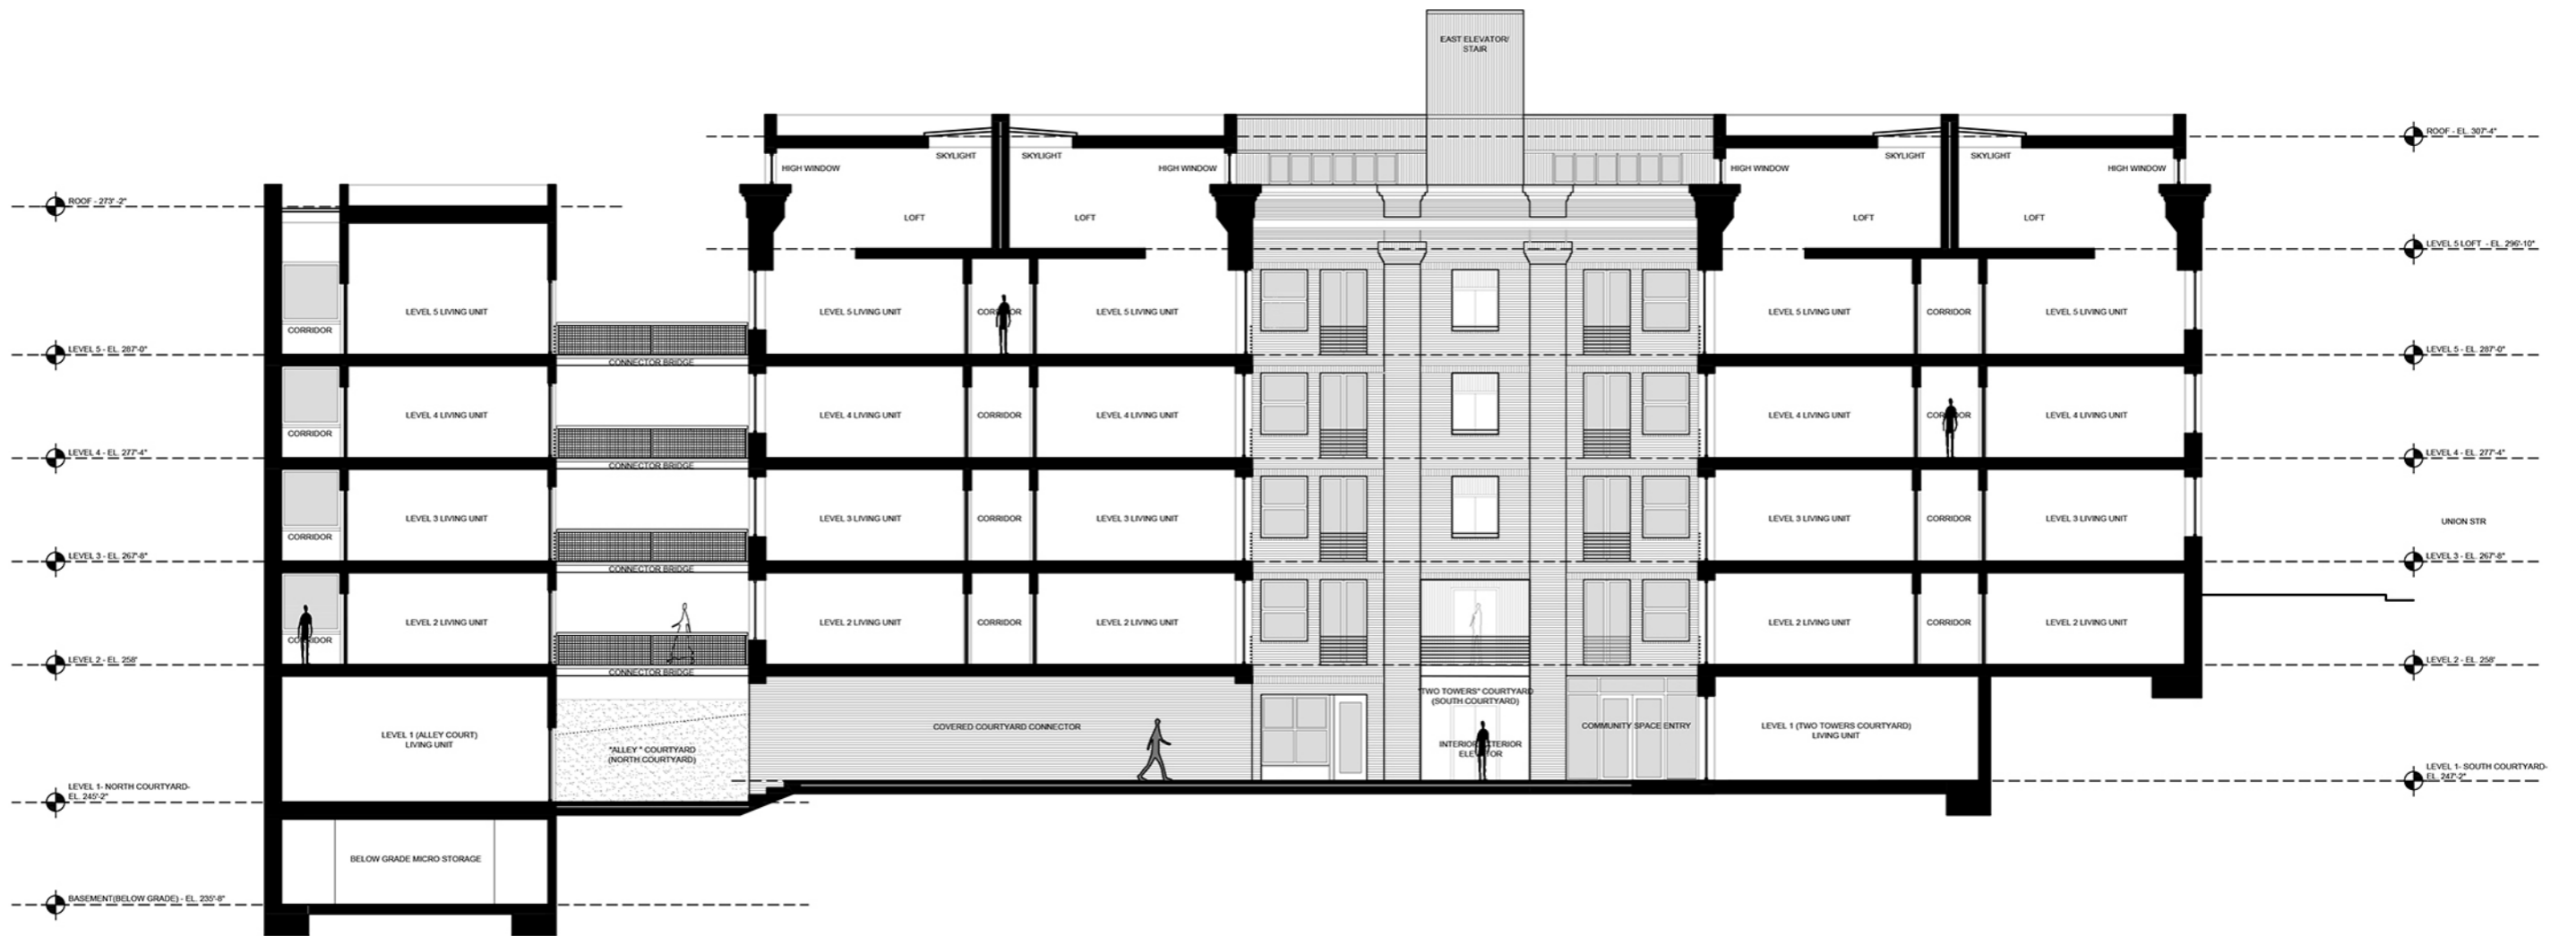 EAST ELEVATOR/
STAIR
ROOF - EL. 307'-4"
SKYLIGHT
SKYLIGHT
SKYLIGHT
SKYLIGHT
HIGH WINDOW
HIGH WINDOW
HIGH WINDOW
HIGH WINDOW
ROOF - 273' -2"
LOFT
LOFT
LOFT
LOFT
LEVEL 5 LOFT - EL. 296'-10"
CORRIDOR
LEVEL 5 LIVING UNIT
LEVEL 5 LIVING UNIT
LEVEL 5 LIVING UNIT
LEVEL 5 LIVING UNIT
CORRIDOR
LEVEL 5 LIVING UNIT
LEVEL 5 - EL. 287'-0"
CONNECTOR BRIDGE
LEVEL 5 - EL. 287'-0"
CORRIDOR
LEVEL 4 LIVING UNIT
LEVEL 4 LIVING UNIT
CORRIDOR
LEVEL 4 LIVING UNIT
LEVEL 4 LIVING UNIT
LEVEL 4 LIVING UNIT
LEVEL 4 - EL. 277'-4"
CONNECTOR BRIDGE
LEVEL 4 - EL. 277'-4"
CORRIDOR
LEVEL 3 LIVING UNIT
LEVEL 3 LIVING UNIT
CORRIDOR
LEVEL 3 LIVING UNIT
LEVEL 3 LIVING UNIT
CORRIDOR
LEVEL 3 LIVING UNIT
UNION STR
LEVEL 3 - EL. 267'-8"
CONNECTOR BRIDGE
LEVEL 3 - EL. 267'-8"
LEVEL 2 LIVING UNIT
LEVEL 2 LIVING UNIT
CORRIDOR
LEVEL 2 LIVING UNIT
LEVEL 2 LIVING UNIT
CORRIDOR
LEVEL 2 LIVING UNIT
LEVEL 2 - EL. 258'
CONNECTOR BRIDGE
LEVEL 2 - EL. 258'
LEVEL 1 (ALLEY COURT)
LIVING UNIT
"ALLEY " COURTYARD
(NORTH COURTYARD)
COVERED COURTYARD CONNECTOR
"TWO TOWERS" COURTYARD
(SOUTH COURTYARD)
COMMUNITY SPACE ENTRY
LEVEL 1 (TWO TOWERS COURTYARD)
LIVING UNIT
LEVEL 1- NORTH COURTYARD-
EL. 245'-2"
LEVEL 1- SOUTH COURTYARD-
EL. 247'-2"
BELOW GRADE MICRO STORAGE
BASEMENT(BELOW GRADE) - EL. 235'-8"